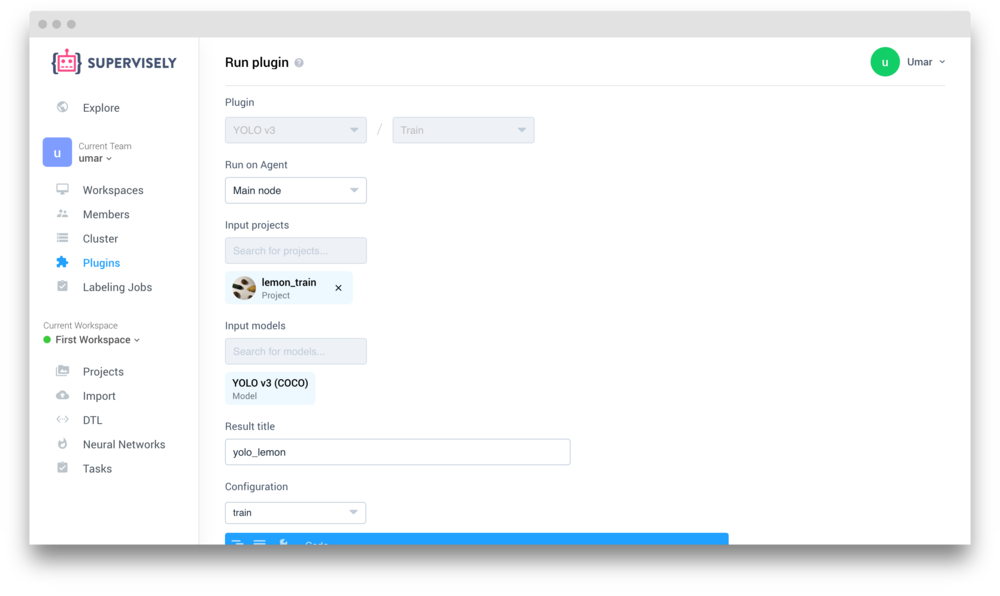 SUPERVISELY
Run plugin
u
Umar
Explore
u
Current Team
umar
Workspaces
Members
Cluster
Plugins
Labeling Jobs
Current Workspace
First Workspace
Projects
Import
DTL
Neural Networks
Tasks
Plugin
YOLO v3 / Train
Run on Agent
Main node
Input projects
Search for projects...
lemon_train
Project
Input models
Search for models...
YOLO v3 (COCO)
Model
Result title
yolo_lemon
Configuration
train